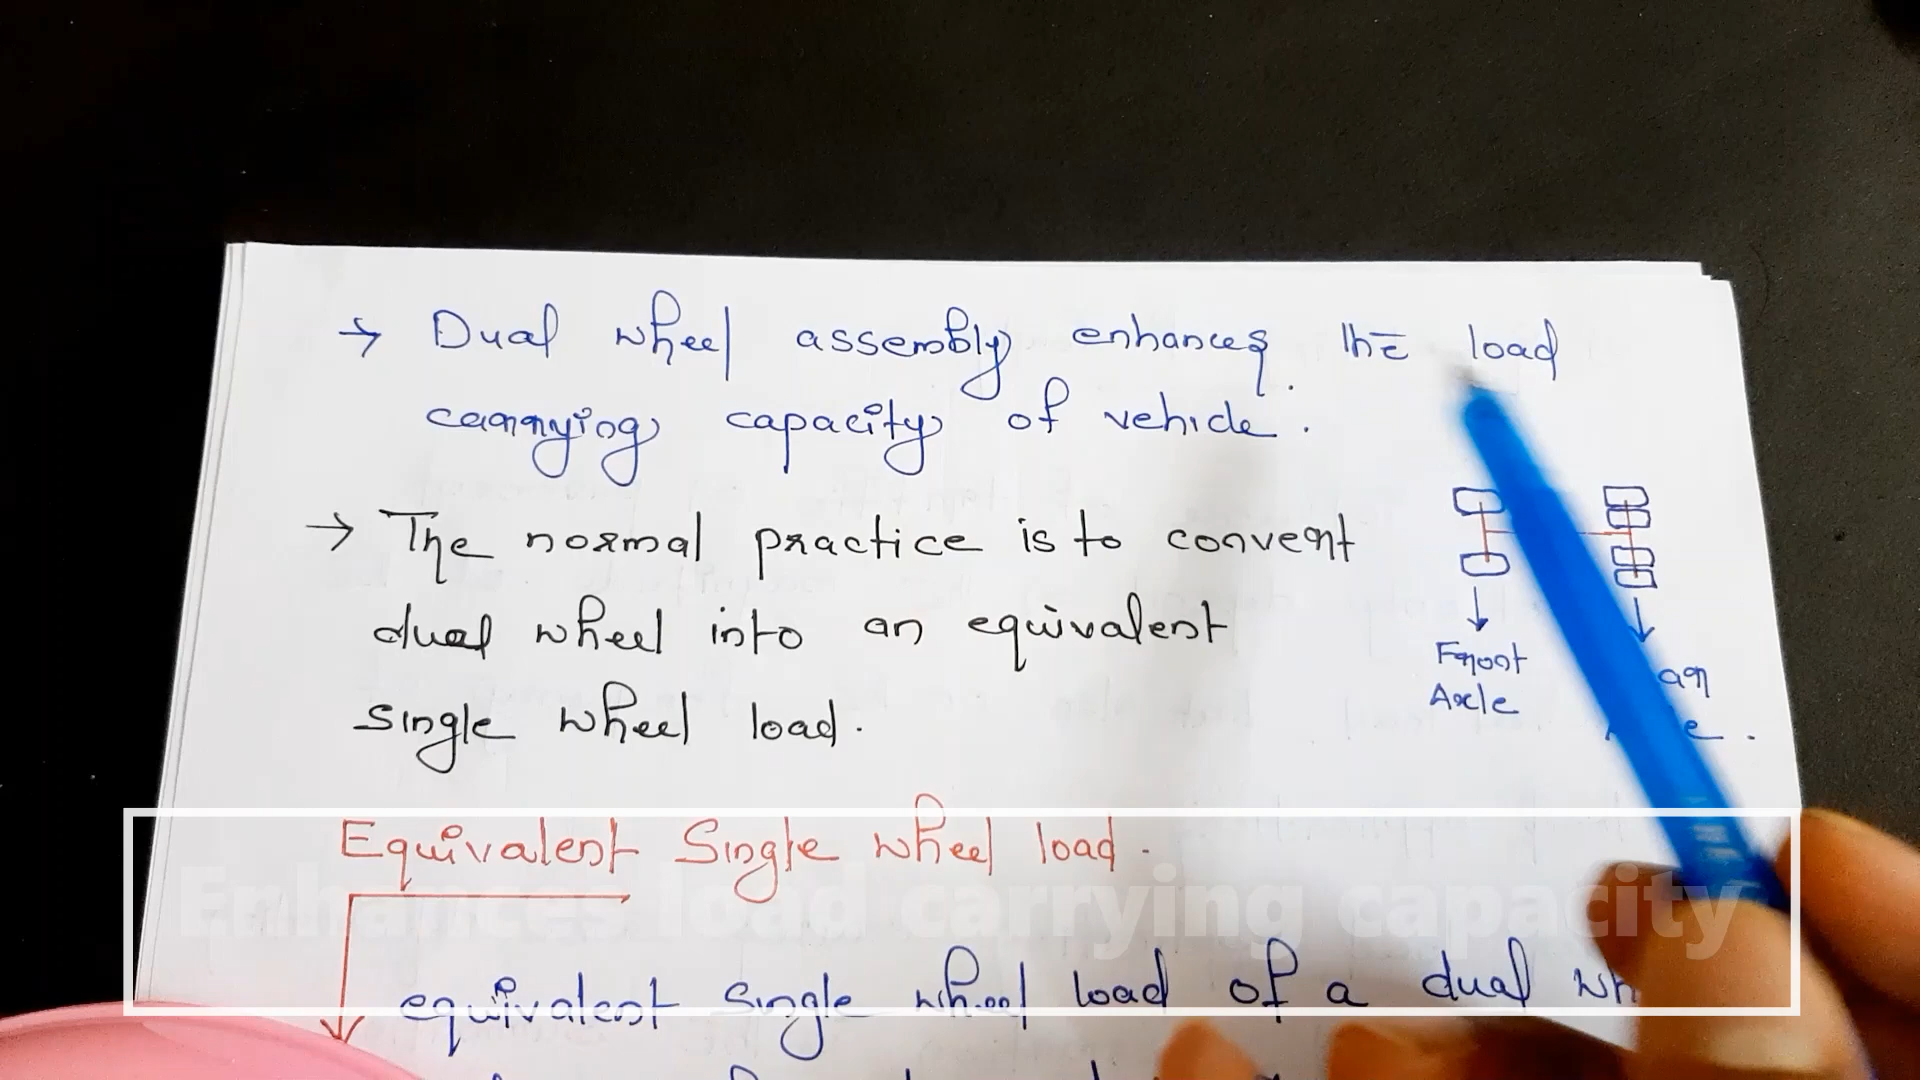 → Dual wheel assembly enhances the load
carrying capacity of vehicle.
→ The normal practice is to convert
dual wheel into an equivalent
single wheel load.
Front
Axle
Equivalent Single wheel load.
Enhances load carrying capacity
equivalent single wheel load of a dual